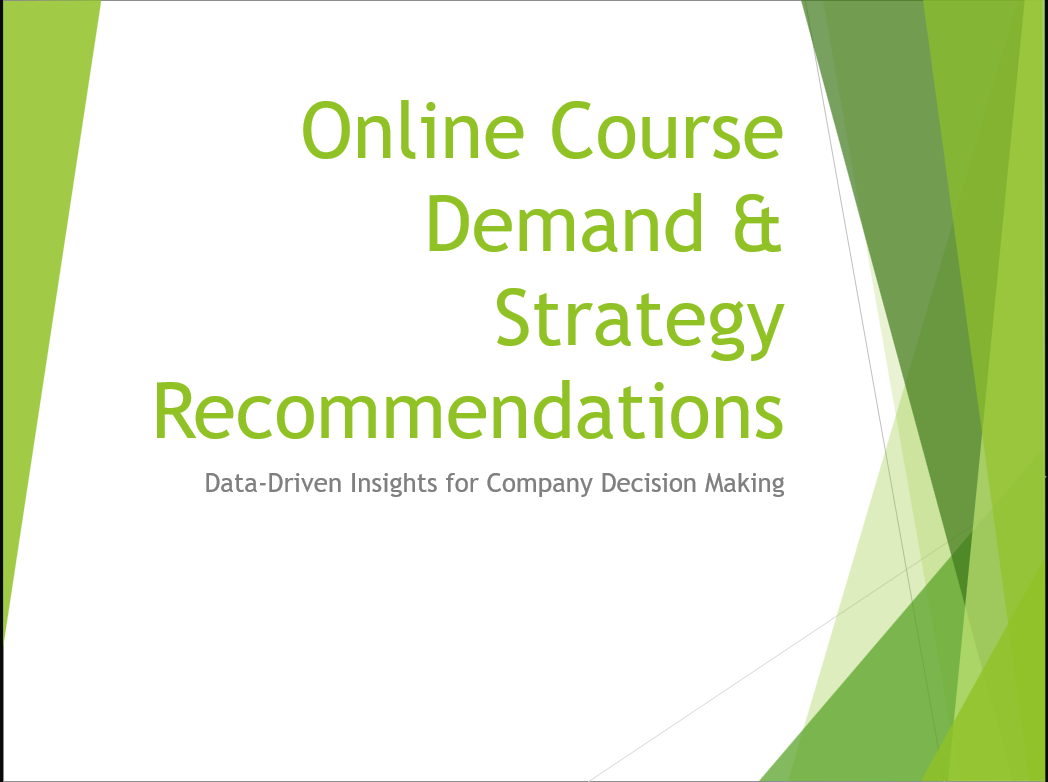 Online Course
Demand &
Strategy
Recommendations
Data-Driven Insights for Company Decision Making